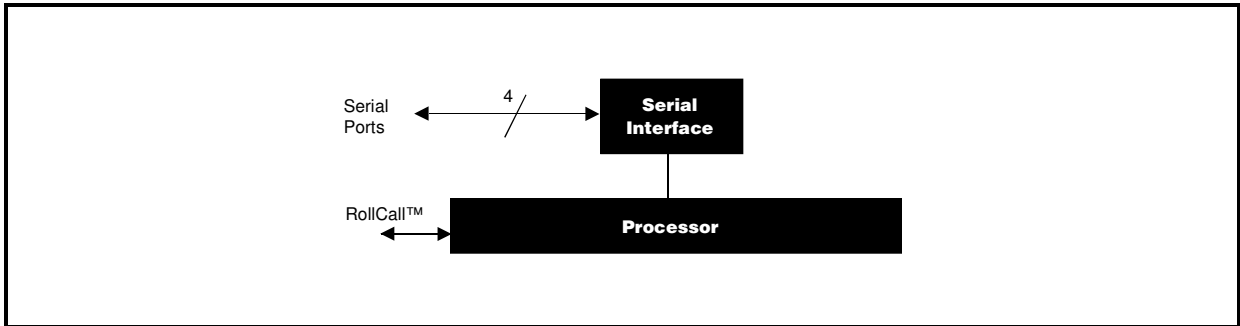 4
Serial
Ports
Serial
Interface
RollCall™
Processor